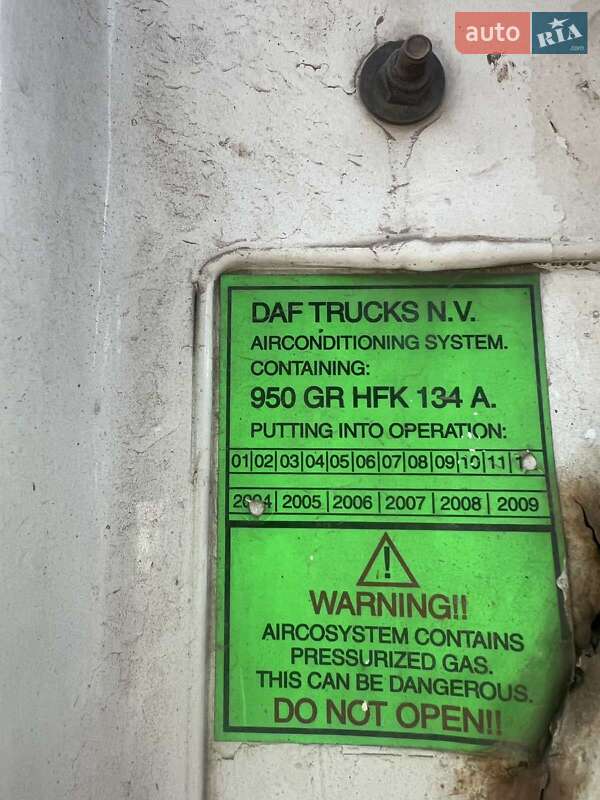 auto RIA.com
DAF TRUCKS N.V.
AIRCONDITIONING SYSTEM.
CONTAINING:
950 GR HFK 134 A.
PUTTING INTO OPERATION:
01|02|03|04|05|06|07|08|09|10|11|
2004|2005|2006|2007|2008|2009
WARNING!!
AIRCOSYSTEM CONTAINS
PRESSURIZED GAS.
THIS CAN BE DANGEROUS.
DO NOT OPEN!!